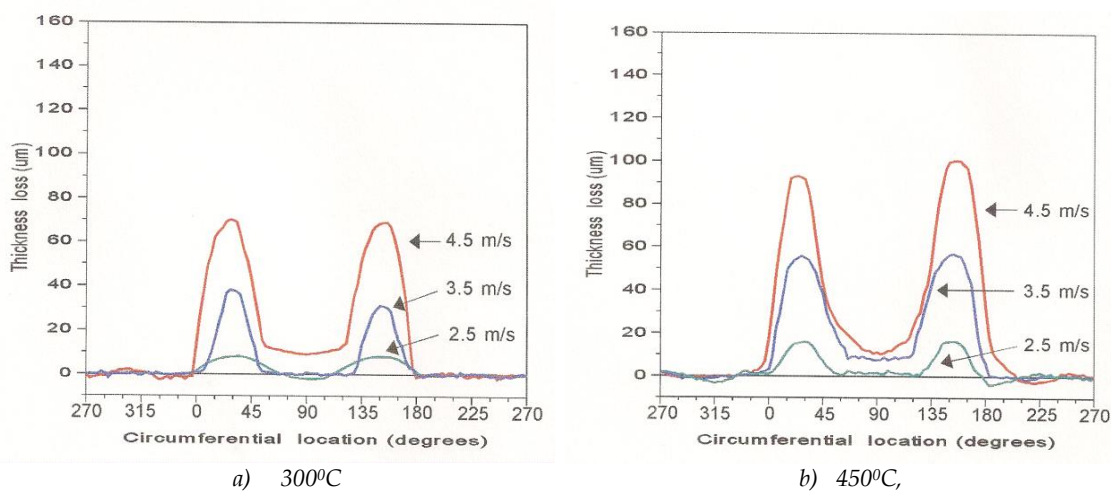 160
140
120
100
80
60
40
20
0
Thickness loss (um)
4.5 m/s
3.5 m/s
2.5 m/s
270 315 0 45 90 135 180 225 270
Circumferential location (degrees)
a) 300⁰C
160
140
120
100
80
60
40
20
0
Thickness loss (um)
4.5 m/s
3.5 m/s
2.5 m/s
270 315 0 45 90 135 180 225 270
Circumferential location (degrees)
b) 450⁰C,